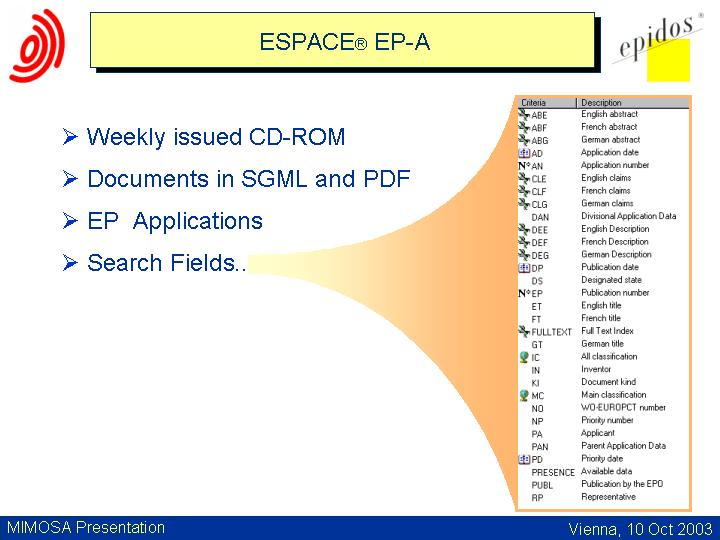 ESPACE® EP-A
epidos®
➢ Weekly issued CD-ROM
➢ Documents in SGML and PDF
➢ EP Applications
➢ Search Fields..
Criteria Description
ABE English abstract
ABF French abstract
ABG German abstract
AD Application date
N° AN Application number
CLE English claims
CLF French claims
CLG German claims
DAN Divisional Application Data
DEE English Description
DEF French Description
DEG German Description
DP Publication date
DS Designated state
N° EP Publication number
ET English title
FT French title
FULLTEXT Full Text Index
GT German title
IC All classification
IN Inventor
KI Document kind
MC Main classification
NO WO-EUROPCT number
NP Priority number
PA Applicant
PAN Parent Application Data
PD Priority date
PRESENCE Available data
PUBL Publication by the EPO
RP Representative
MIMOSA Presentation
Vienna, 10 Oct 2003